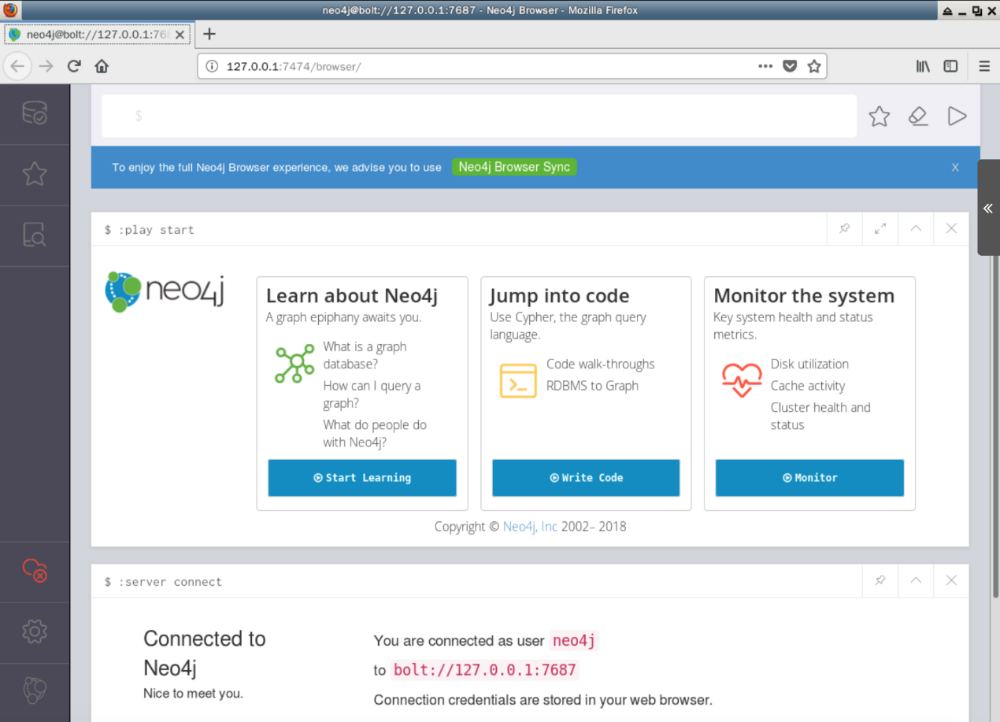 neo4j@bolt://127.0.0.1:7687 - Neo4j Browser - Mozilla Firefox
neo4j@bolt://127.0.0.1:768
127.0.0.1:7474/browser/
$
To enjoy the full Neo4j Browser experience, we advise you to use Neo4j Browser Sync x
$ :play start
neo4j
Learn about Neo4j
A graph epiphany awaits you.
What is a graph
database?
How can I query a
graph?
What do people do
with Neo4j?
Start Learning
Jump into code
Use Cypher, the graph query
language.
Code walk-throughs
RDBMS to Graph
Write Code
Monitor the system
Key system health and status
metrics.
Disk utilization
Cache activity
Cluster health and
status
Monitor
Copyright © Neo4j, Inc 2002– 2018
$ :server connect
Connected to
Neo4j
Nice to meet you.
You are connected as user neo4j
to bolt://127.0.0.1:7687
Connection credentials are stored in your web browser.